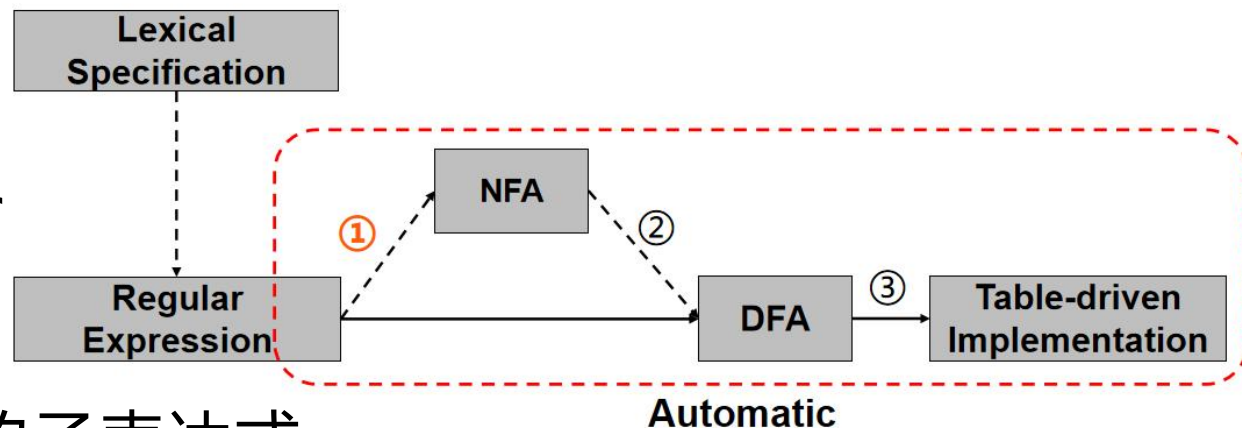 Lexical
Specification
NFA
①
②
Regular
Expression
DFA
③
Table-driven
Implementation
Automatic